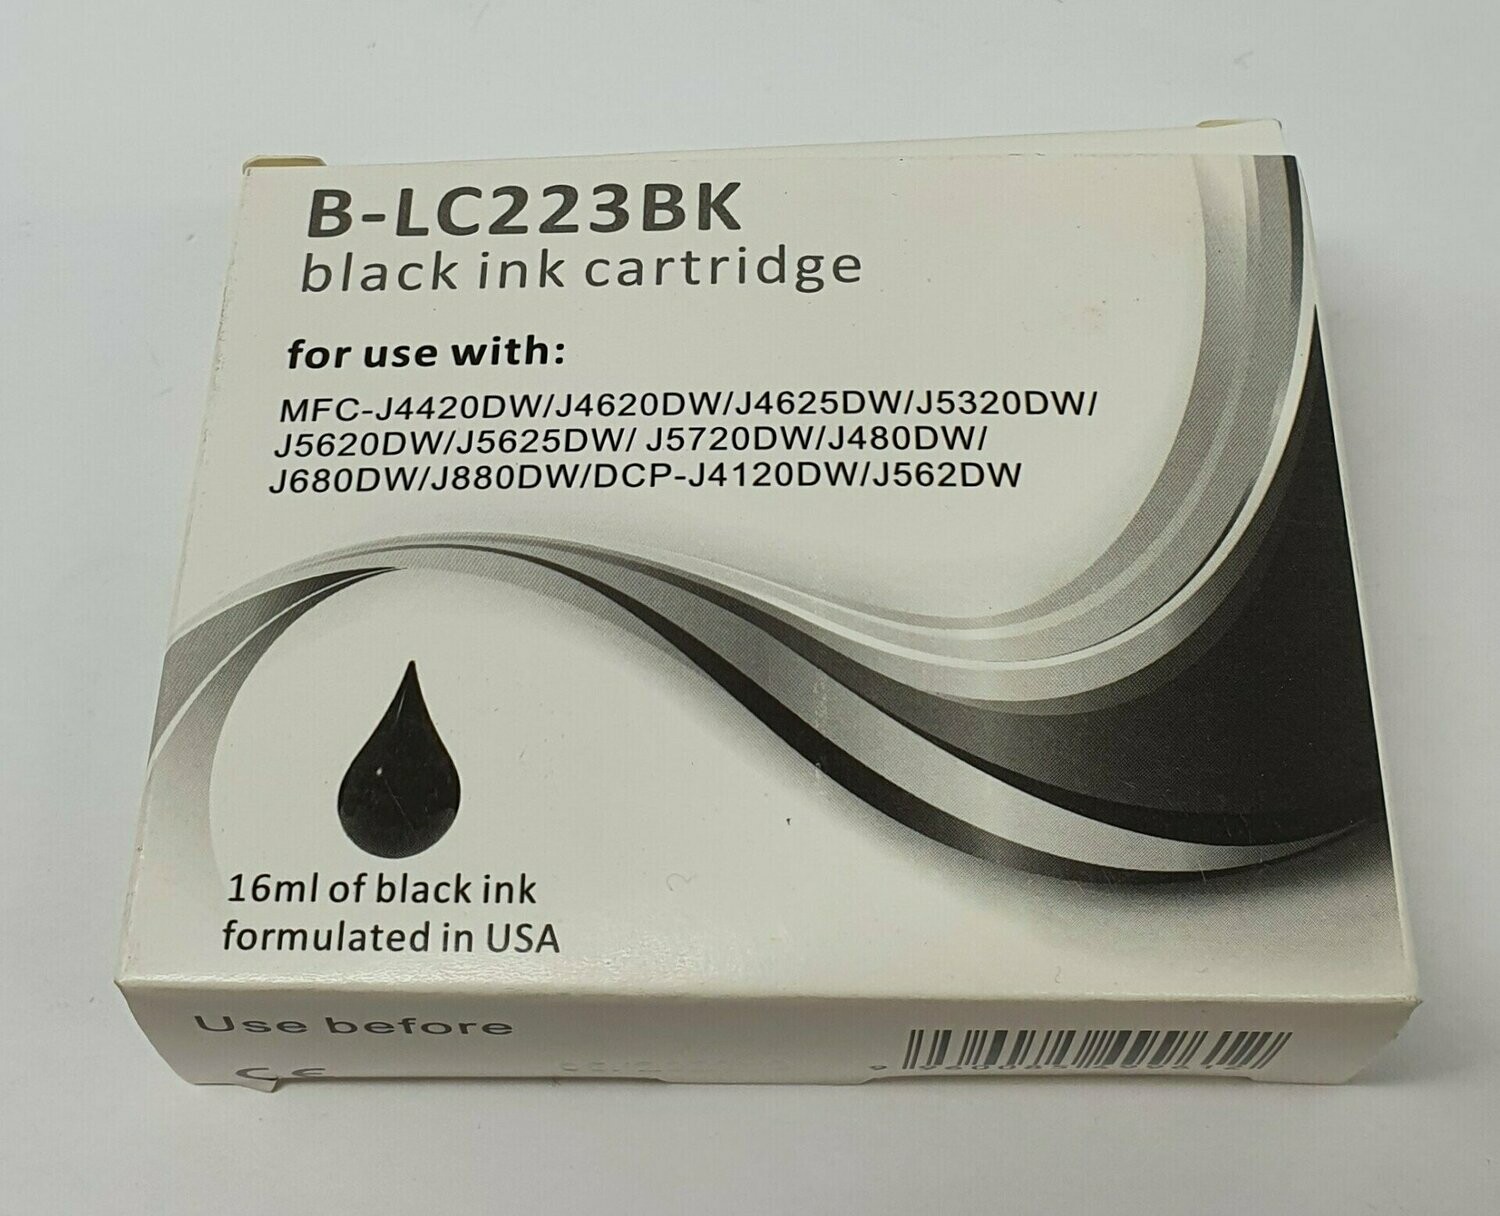 B-LC223BK
black ink cartridge
for use with:
MFC-J4420DW/J4620DW/J4625DW/J5320DW/
J5620DW/J5625DW/ J5720DW/J480DW/
J680DW/J880DW/DCP-J4120DW/J562DW
16ml of black ink
formulated in USA
Use before
CE